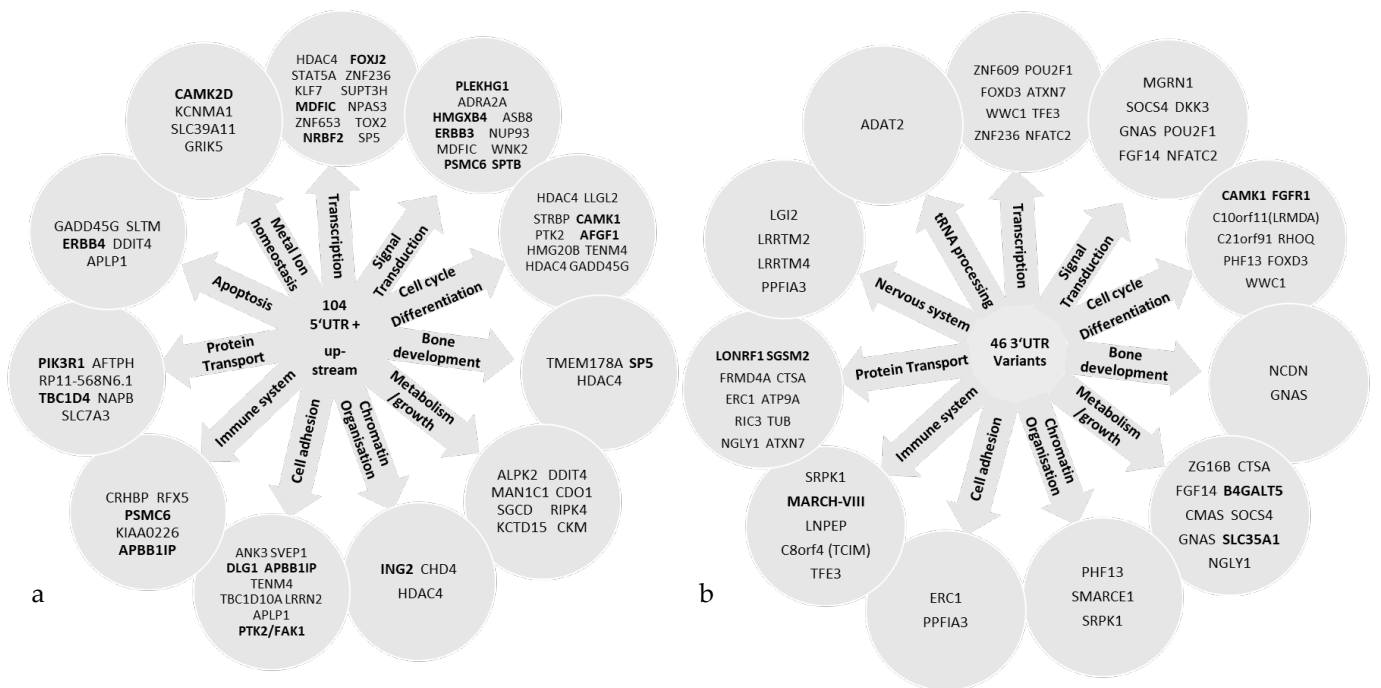 HDAC4 FOXJ2
STAT5A ZNF236
KLF7 SUPT3H
MDFIC NPAS3
ZNF653 TOX2
NRBF2 SP5
PLEKHG1
ADRA2A
HMGXB4 ASB8
ERBB3 NUP93
MDFIC WNK2
PSMC6 SPTB
HDAC4 LLGL2
STRBP CAMK1
PTK2 AFGF1
HMG20B TENM4
HDAC4 GADD45G
TMEM178A SP5
HDAC4
ALPK2 DDIT4
MAN1C1 CDO1
SGCD RIPK4
KCTD15 CKM
ING2 CHD4
HDAC4
ANK3 SVEP1
DLG1 APBB1IP
TENM4
TBC1D10A LRRN2
APLP1
PTK2/FAK1
CRHBP RFX5
PSMC6
KIAA0226
APBB1IP
PIK3R1 AFTPH
RP11-568N6.1
TBC1D4 NAPB
SLC7A3
GADD45G SLTM
ERBB4 DDIT4
APLP1
CAMK2D
KCNMA1
SLC39A11
GRIK5
Transcription
Signal
Transduction
Cell cycle
Differentiation
Bone
development
Metabolism
/growth
Chromatin
Organisation
Cell adhesion
Immune system
Protein
Transport
Apoptosis
Metal Ion
homeostasis
104
5'UTR +
up-
stream
a
ZNF609 POU2F1
FOXD3 ATXN7
WWC1 TFE3
ZNF236 NFATC2
MGRN1
SOCS4 DKK3
GNAS POU2F1
FGF14 NFATC2
CAMK1 FGFR1
C10orf11(LRMDA)
C21orf91 RHOQ
PHF13 FOXD3
WWC1
NCDN
GNAS
ZG16B CTSA
FGF14 B4GALT5
CMAS SOCS4
GNAS SLC35A1
NGLY1
PHF13
SMARCE1
SRPK1
ERC1
PPFIA3
SRPK1
MARCH-VIII
LNPEP
C8orf4 (TCIM)
TFE3
LONRF1 SGSM2
FRMD4A CTSA
ERC1 ATP9A
RIC3 TUB
NGLY1 ATXN7
LGI2
LRRTM2
LRRTM4
PPFIA3
ADAT2
Transcription
Signal
Transduction
Cell cycle
Differentiation
Bone
development
Metabolism
/growth
Chromatin
Organisation
Cell adhesion
Immune system
Protein Transport
Nervous system
tRNA processing
46 3'UTR
Variants
b